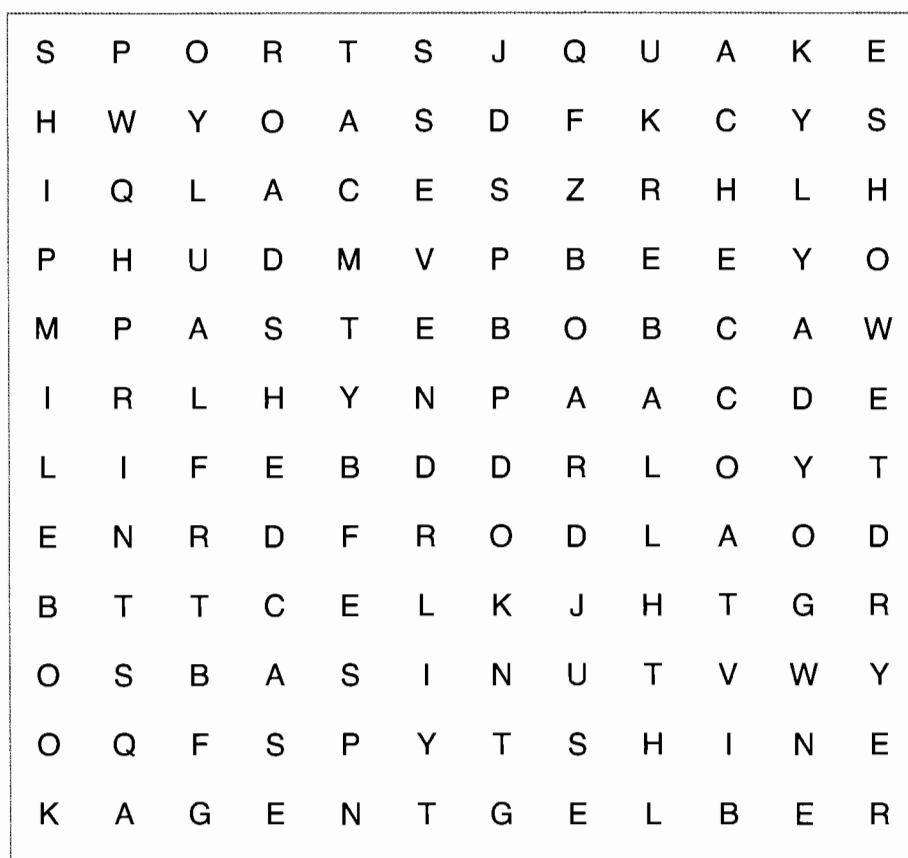 S P O R T S J Q U A K E
H W Y O A S D F K C Y S
I Q L A C E S Z R H L H
P H U D M V P B E E Y O
M P A S T E B O B C A W
I R L H Y N P A A C D E
L I F E B D D R L O Y T
E N R D F R O D L A O D
B T T C E L K J H T G R
O S B A S I N U T V W Y
O Q F S P Y T S H I N E
K A G E N T G E L B E R